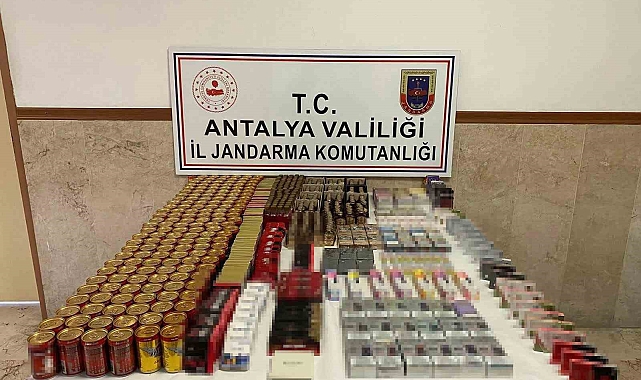 T.C.
ANTALYA VALİLİĞİ
İL JANDARMA KOMUTANLIĞI